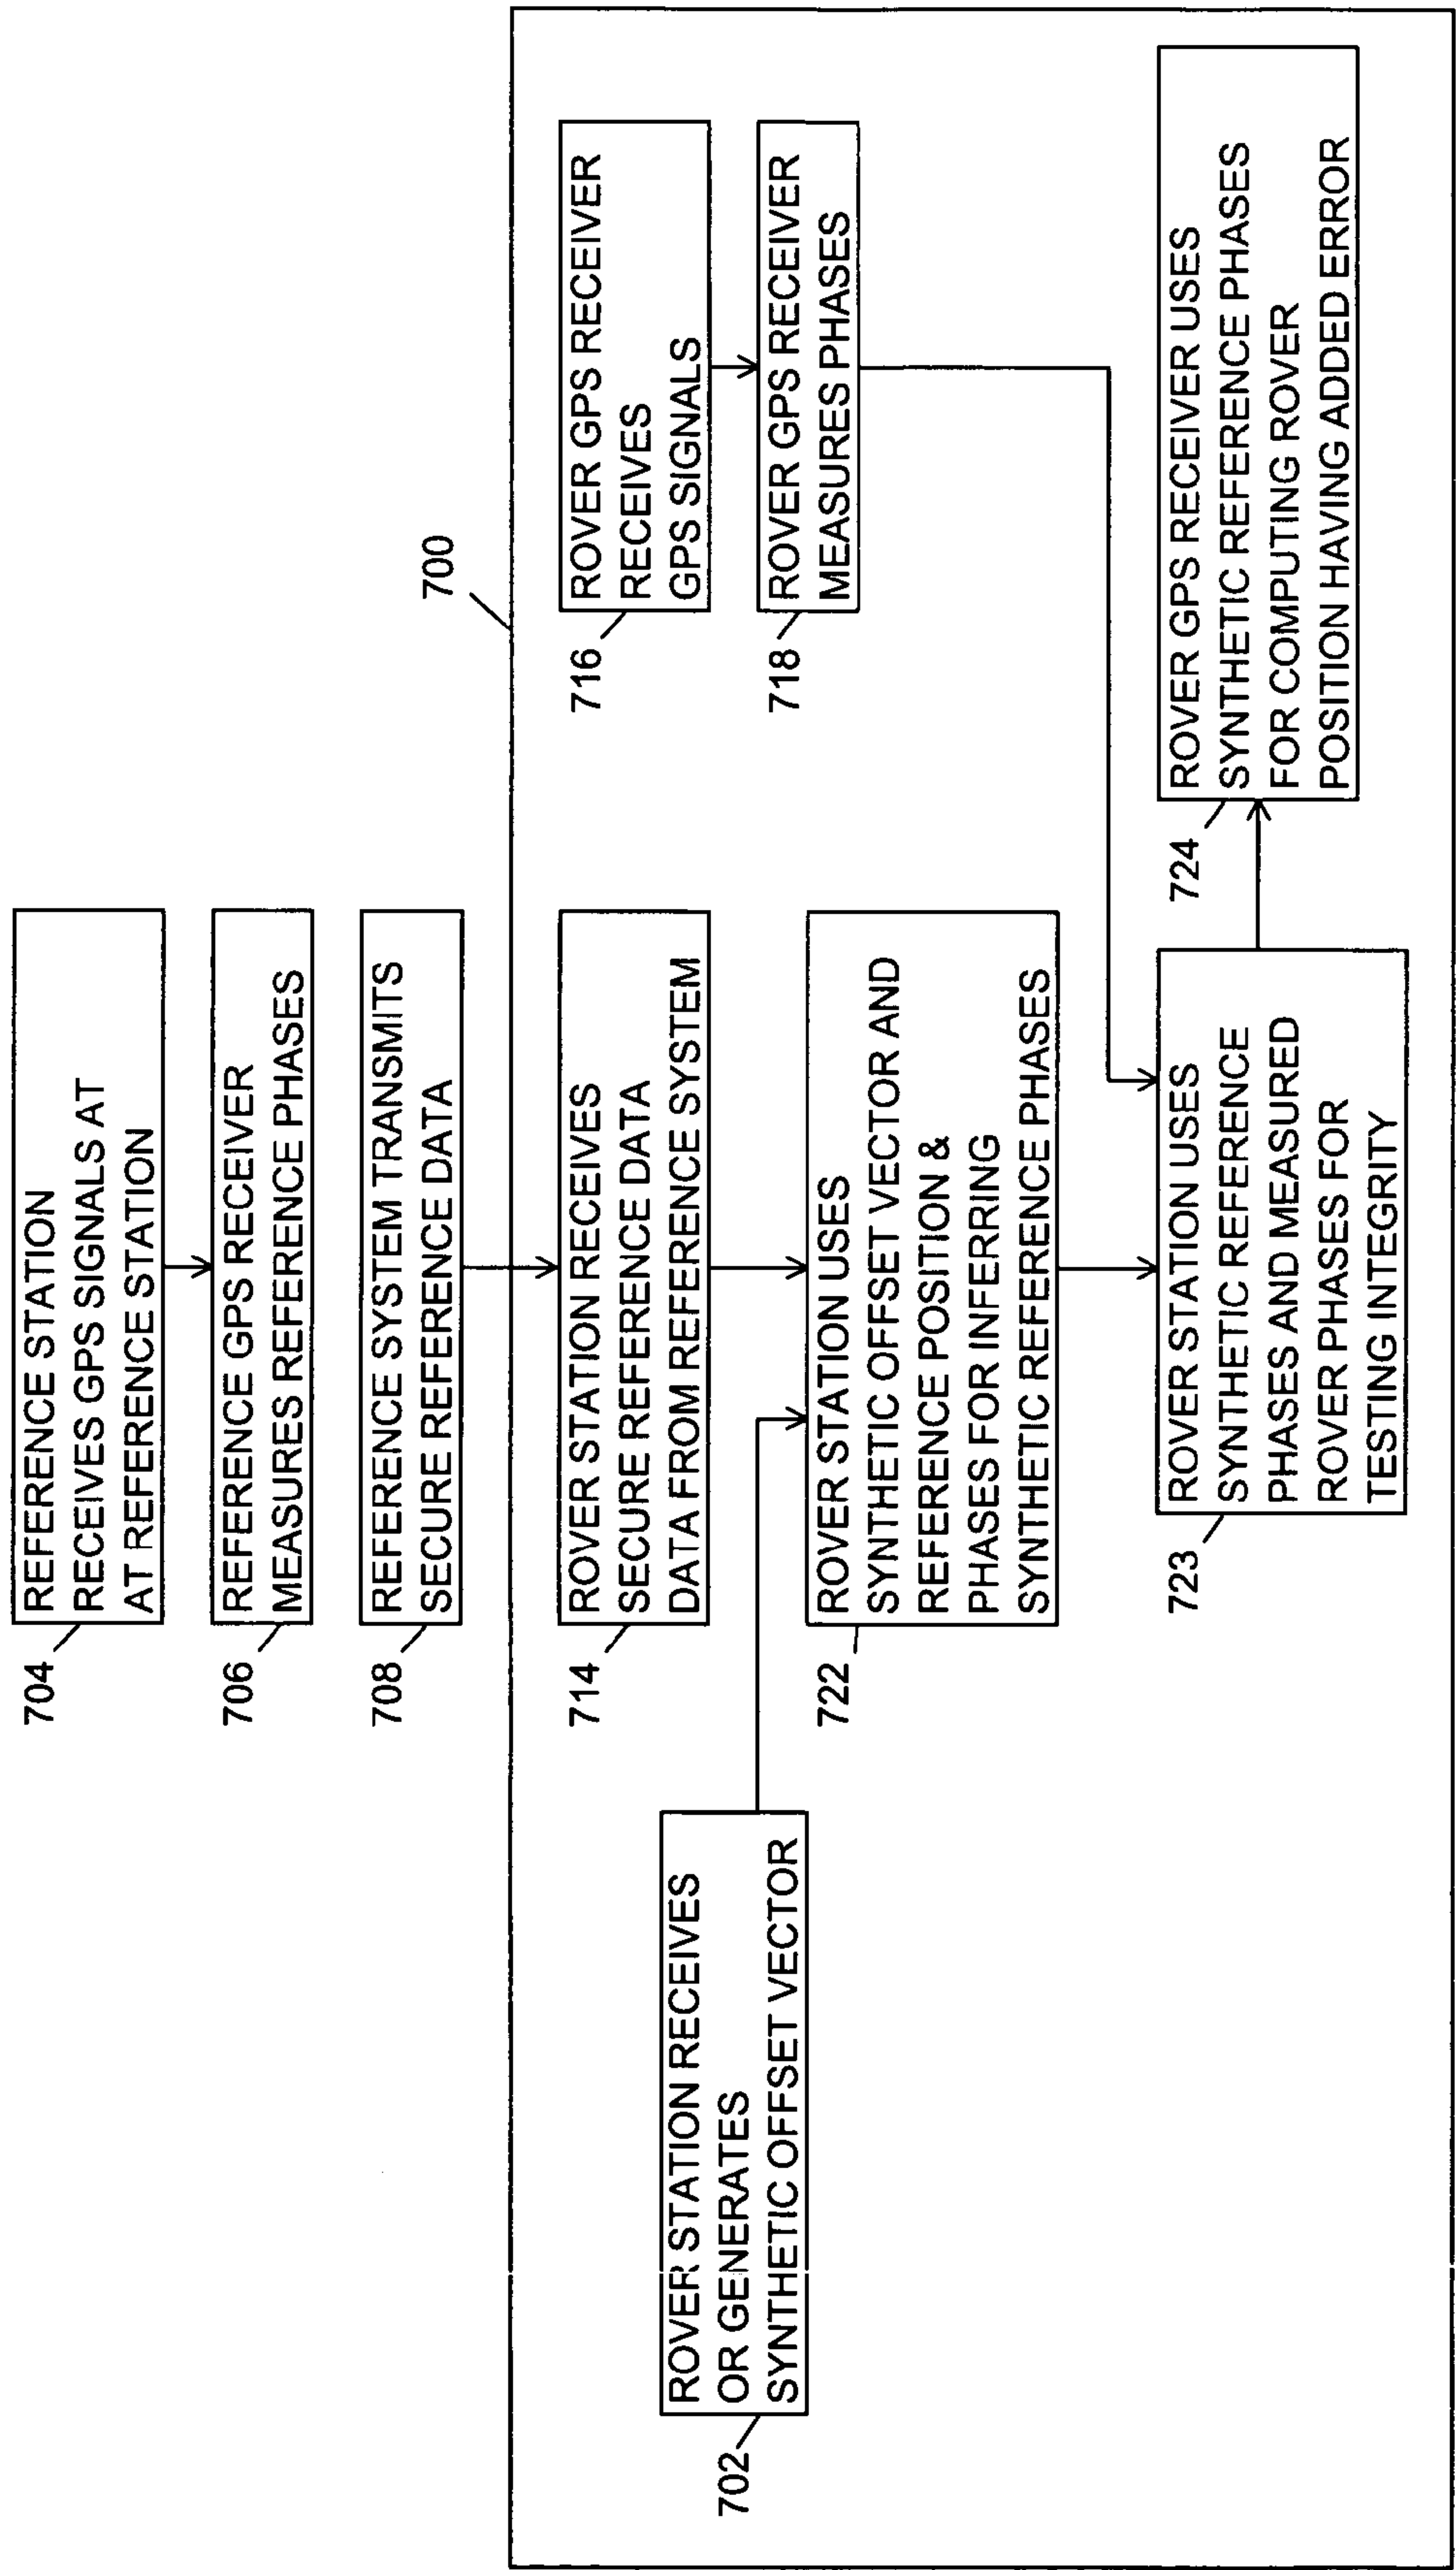 704
REFERENCE STATION
RECEIVES GPS SIGNALS AT
AT REFERENCE STATION
706
REFERENCE GPS RECEIVER
MEASURES REFERENCE PHASES
708
REFERENCE SYSTEM TRANSMITS
SECURE REFERENCE DATA
700
714
ROVER STATION RECEIVES
SECURE REFERENCE DATA
DATA FROM REFERENCE SYSTEM
716
ROVER GPS RECEIVER
RECEIVES
GPS SIGNALS
702
ROVER STATION RECEIVES
OR GENERATES
SYNTHETIC OFFSET VECTOR
718
ROVER GPS RECEIVER
MEASURES PHASES
722
ROVER STATION USES
SYNTHETIC OFFSET VECTOR AND
REFERENCE POSITION &
PHASES FOR INFERRING
SYNTHETIC REFERENCE PHASES
723
ROVER STATION USES
SYNTHETIC REFERENCE
PHASES AND MEASURED
ROVER PHASES FOR
TESTING INTEGRITY
724
ROVER GPS RECEIVER USES
SYNTHETIC REFERENCE PHASES
FOR COMPUTING ROVER
POSITION HAVING ADDED ERROR